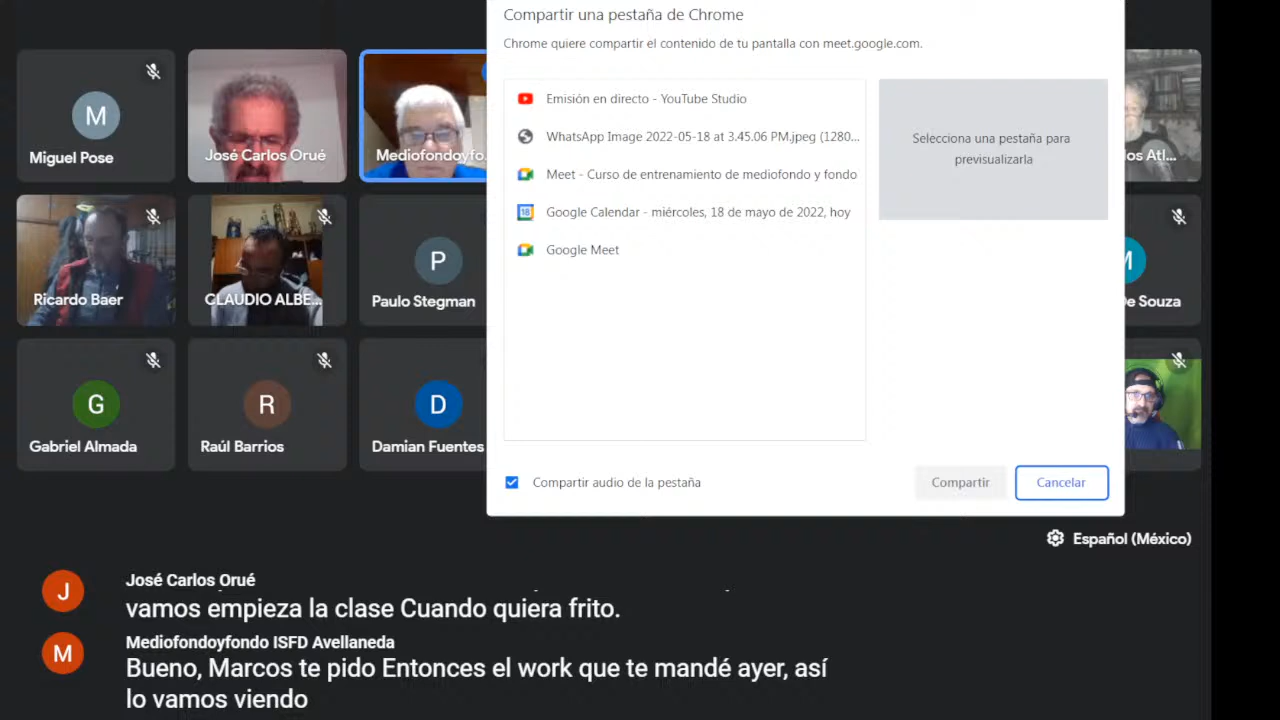 Compartir una pestaña de Chrome
Chrome quiere compartir el contenido de tu pantalla con meet.google.com.
Emisión en directo - YouTube Studio
WhatsApp Image 2022-05-18 at 3.45.06 PM.jpeg (1280...
Meet - Curso de entrenamiento de mediofondo y fondo
18
Google Calendar - miércoles, 18 de mayo de 2022, hoy
Google Meet
Selecciona una pestaña para
previsualizarla
Compartir audio de la pestaña
Compartir
Cancelar
M
Miguel Pose
José Carlos Orué
Mediofondoyfo...
os Atl...
Ricardo Baer
CLAUDIO ALBE...
P
Paulo Stegman
M
De Souza
G
Gabriel Almada
R
Raúl Barrios
D
Damian Fuentes
Español (México)
J
José Carlos Orué
vamos empieza la clase Cuando quiera frito.
M
Mediofondoyfondo ISFD Avellaneda
Bueno, Marcos te pido Entonces el work que te mandé ayer, así
lo vamos viendo